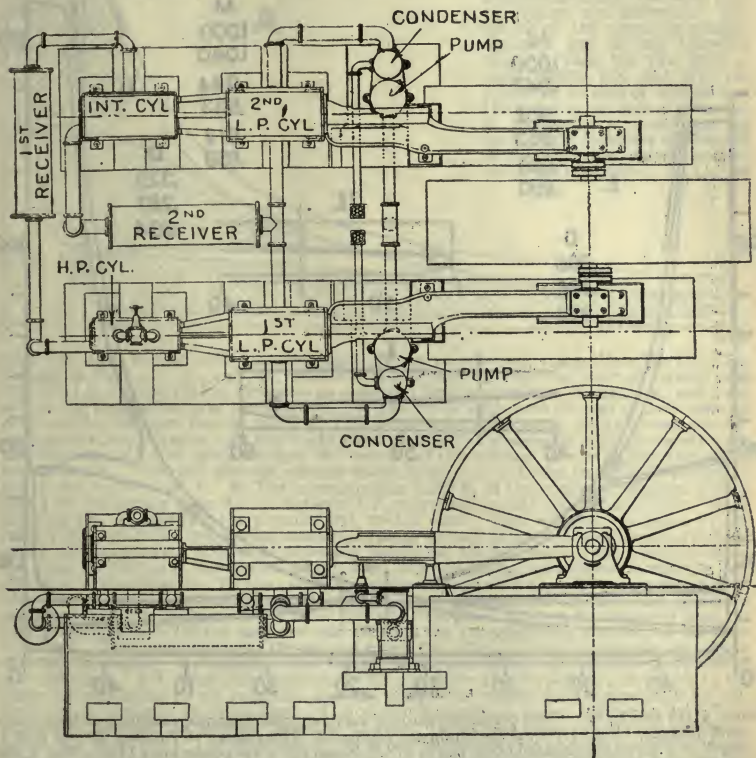 CONDENSER
PUMP
INT. CYL
2ND
L.P. CYL
1ST
RECEIVER
2ND
RECEIVER
H.P. CYL.
1ST
L.P. CYL
PUMP
CONDENSER